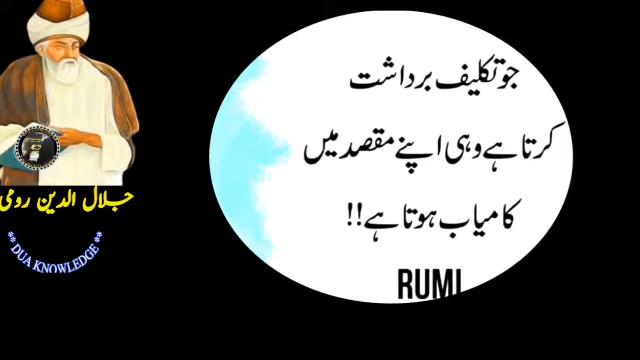 جو تکلیف برداشت
کرتا ہے وہی اپنے مقصد میں
کامیاب ہوتا ہے!!
RUMI
جلال الدین رومی
** DUA KNOWLEDGE **